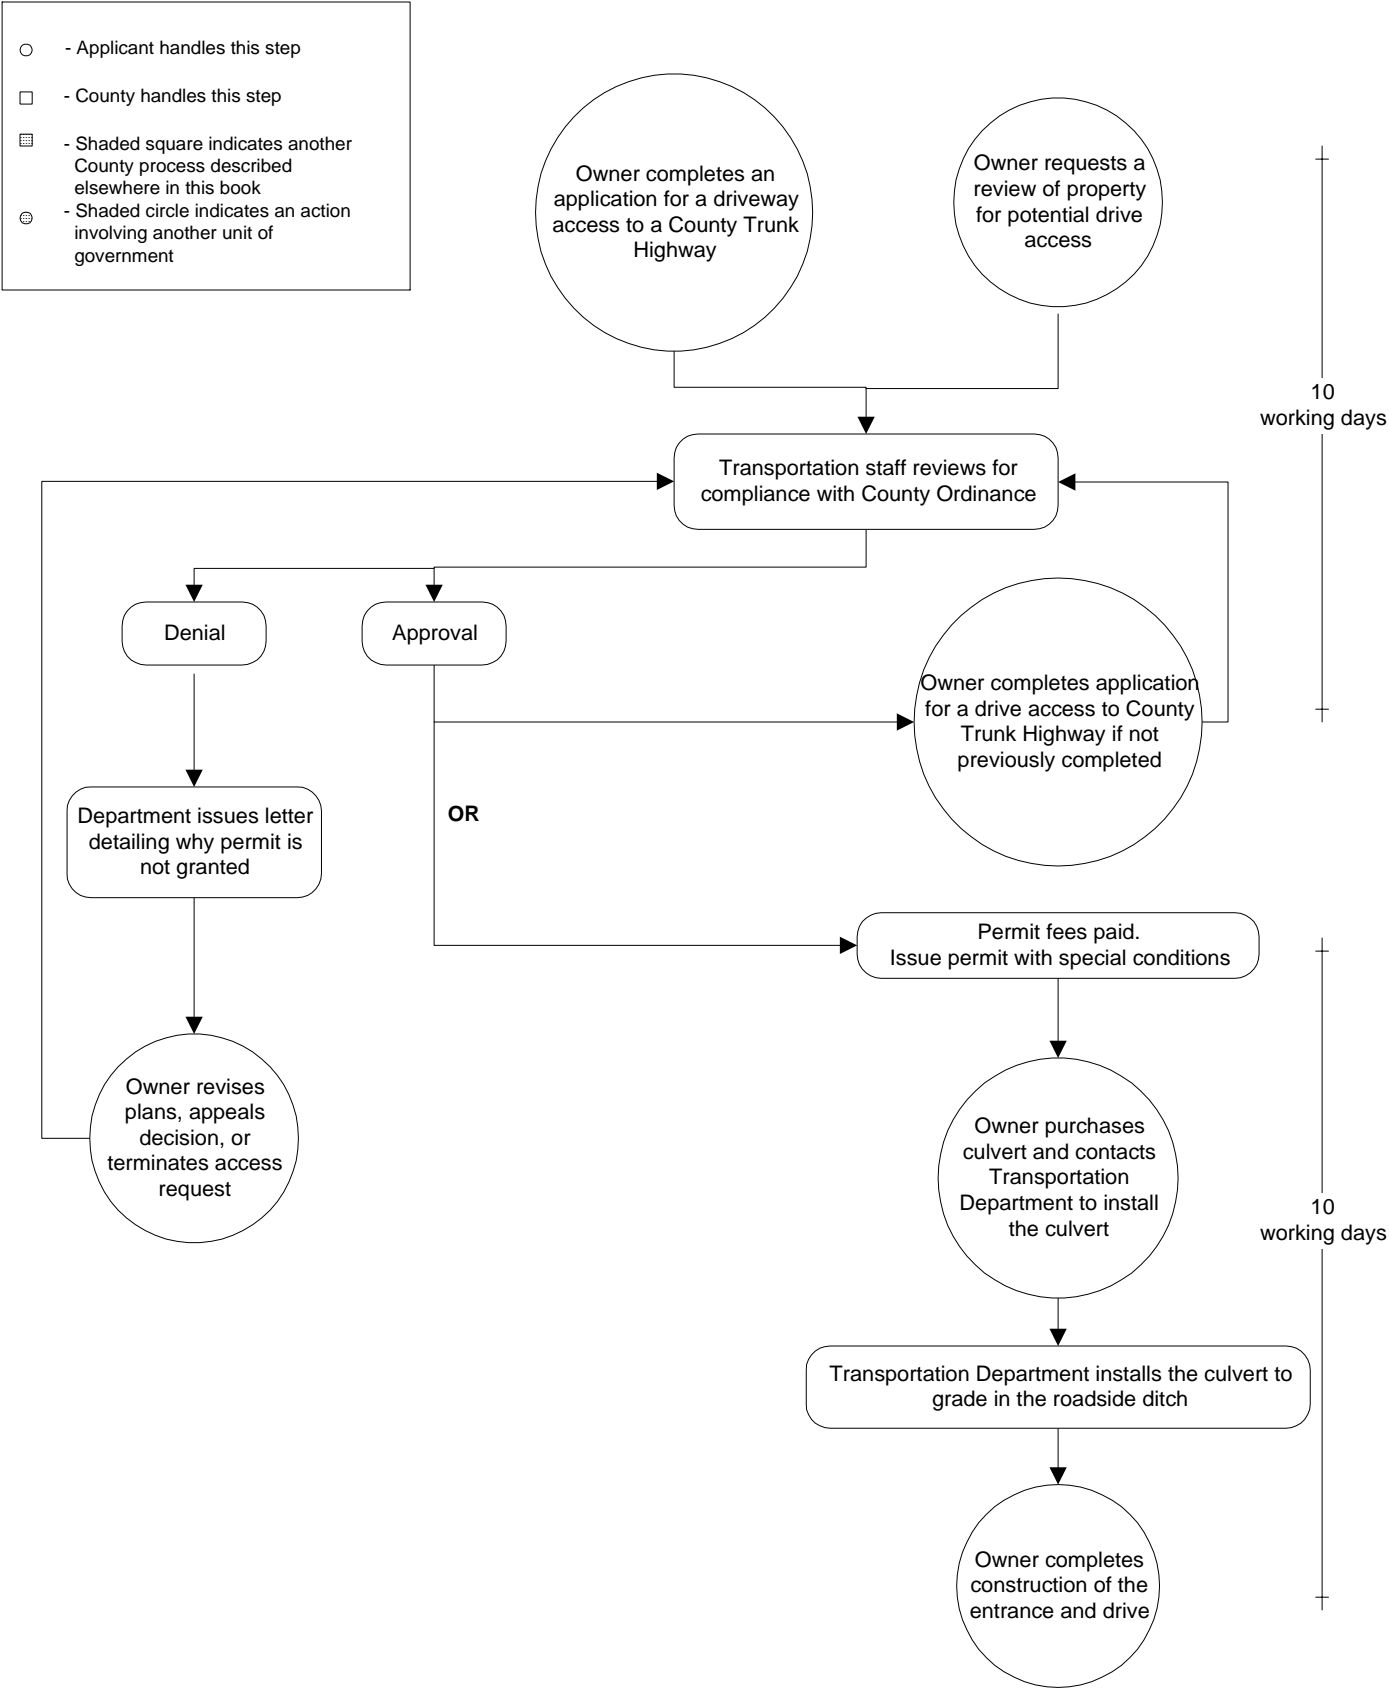 - Applicant handles this step
- County handles this step
- Shaded square indicates another
County process described
elsewhere in this book
- Shaded circle indicates an action
involving another unit of
government
Owner completes an
application for a driveway
access to a County Trunk
Highway
Owner requests a
review of property
for potential drive
access
10
working days
Transportation staff reviews for
compliance with County Ordinance
Denial
Approval
Owner completes application
for a drive access to County
Trunk Highway if not
previously completed
Department issues letter
detailing why permit is
not granted
OR
Permit fees paid.
Issue permit with special conditions
Owner revises
plans, appeals
decision, or
terminates access
request
Owner purchases
culvert and contacts
Transportation
Department to install
the culvert
10
working days
Transportation Department installs the culvert to
grade in the roadside ditch
Owner completes
construction of the
entrance and drive